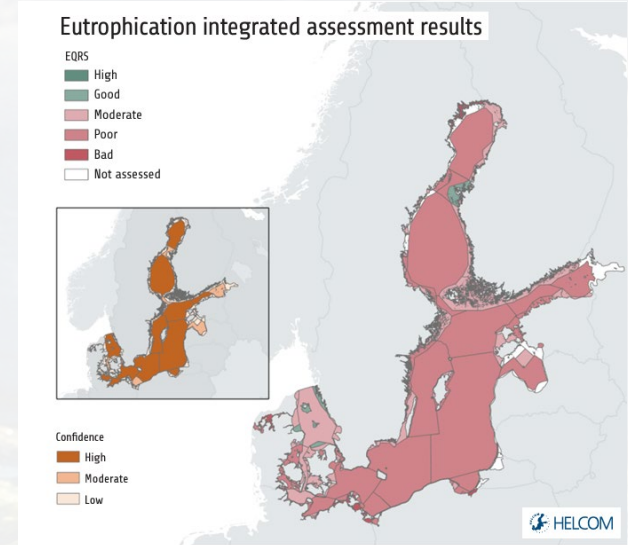 Eutrophication integrated assessment results
EQRS
High
Good
Moderate
Poor
Bad
Not assessed
Confidence
High
Moderate
Low
HELCOM